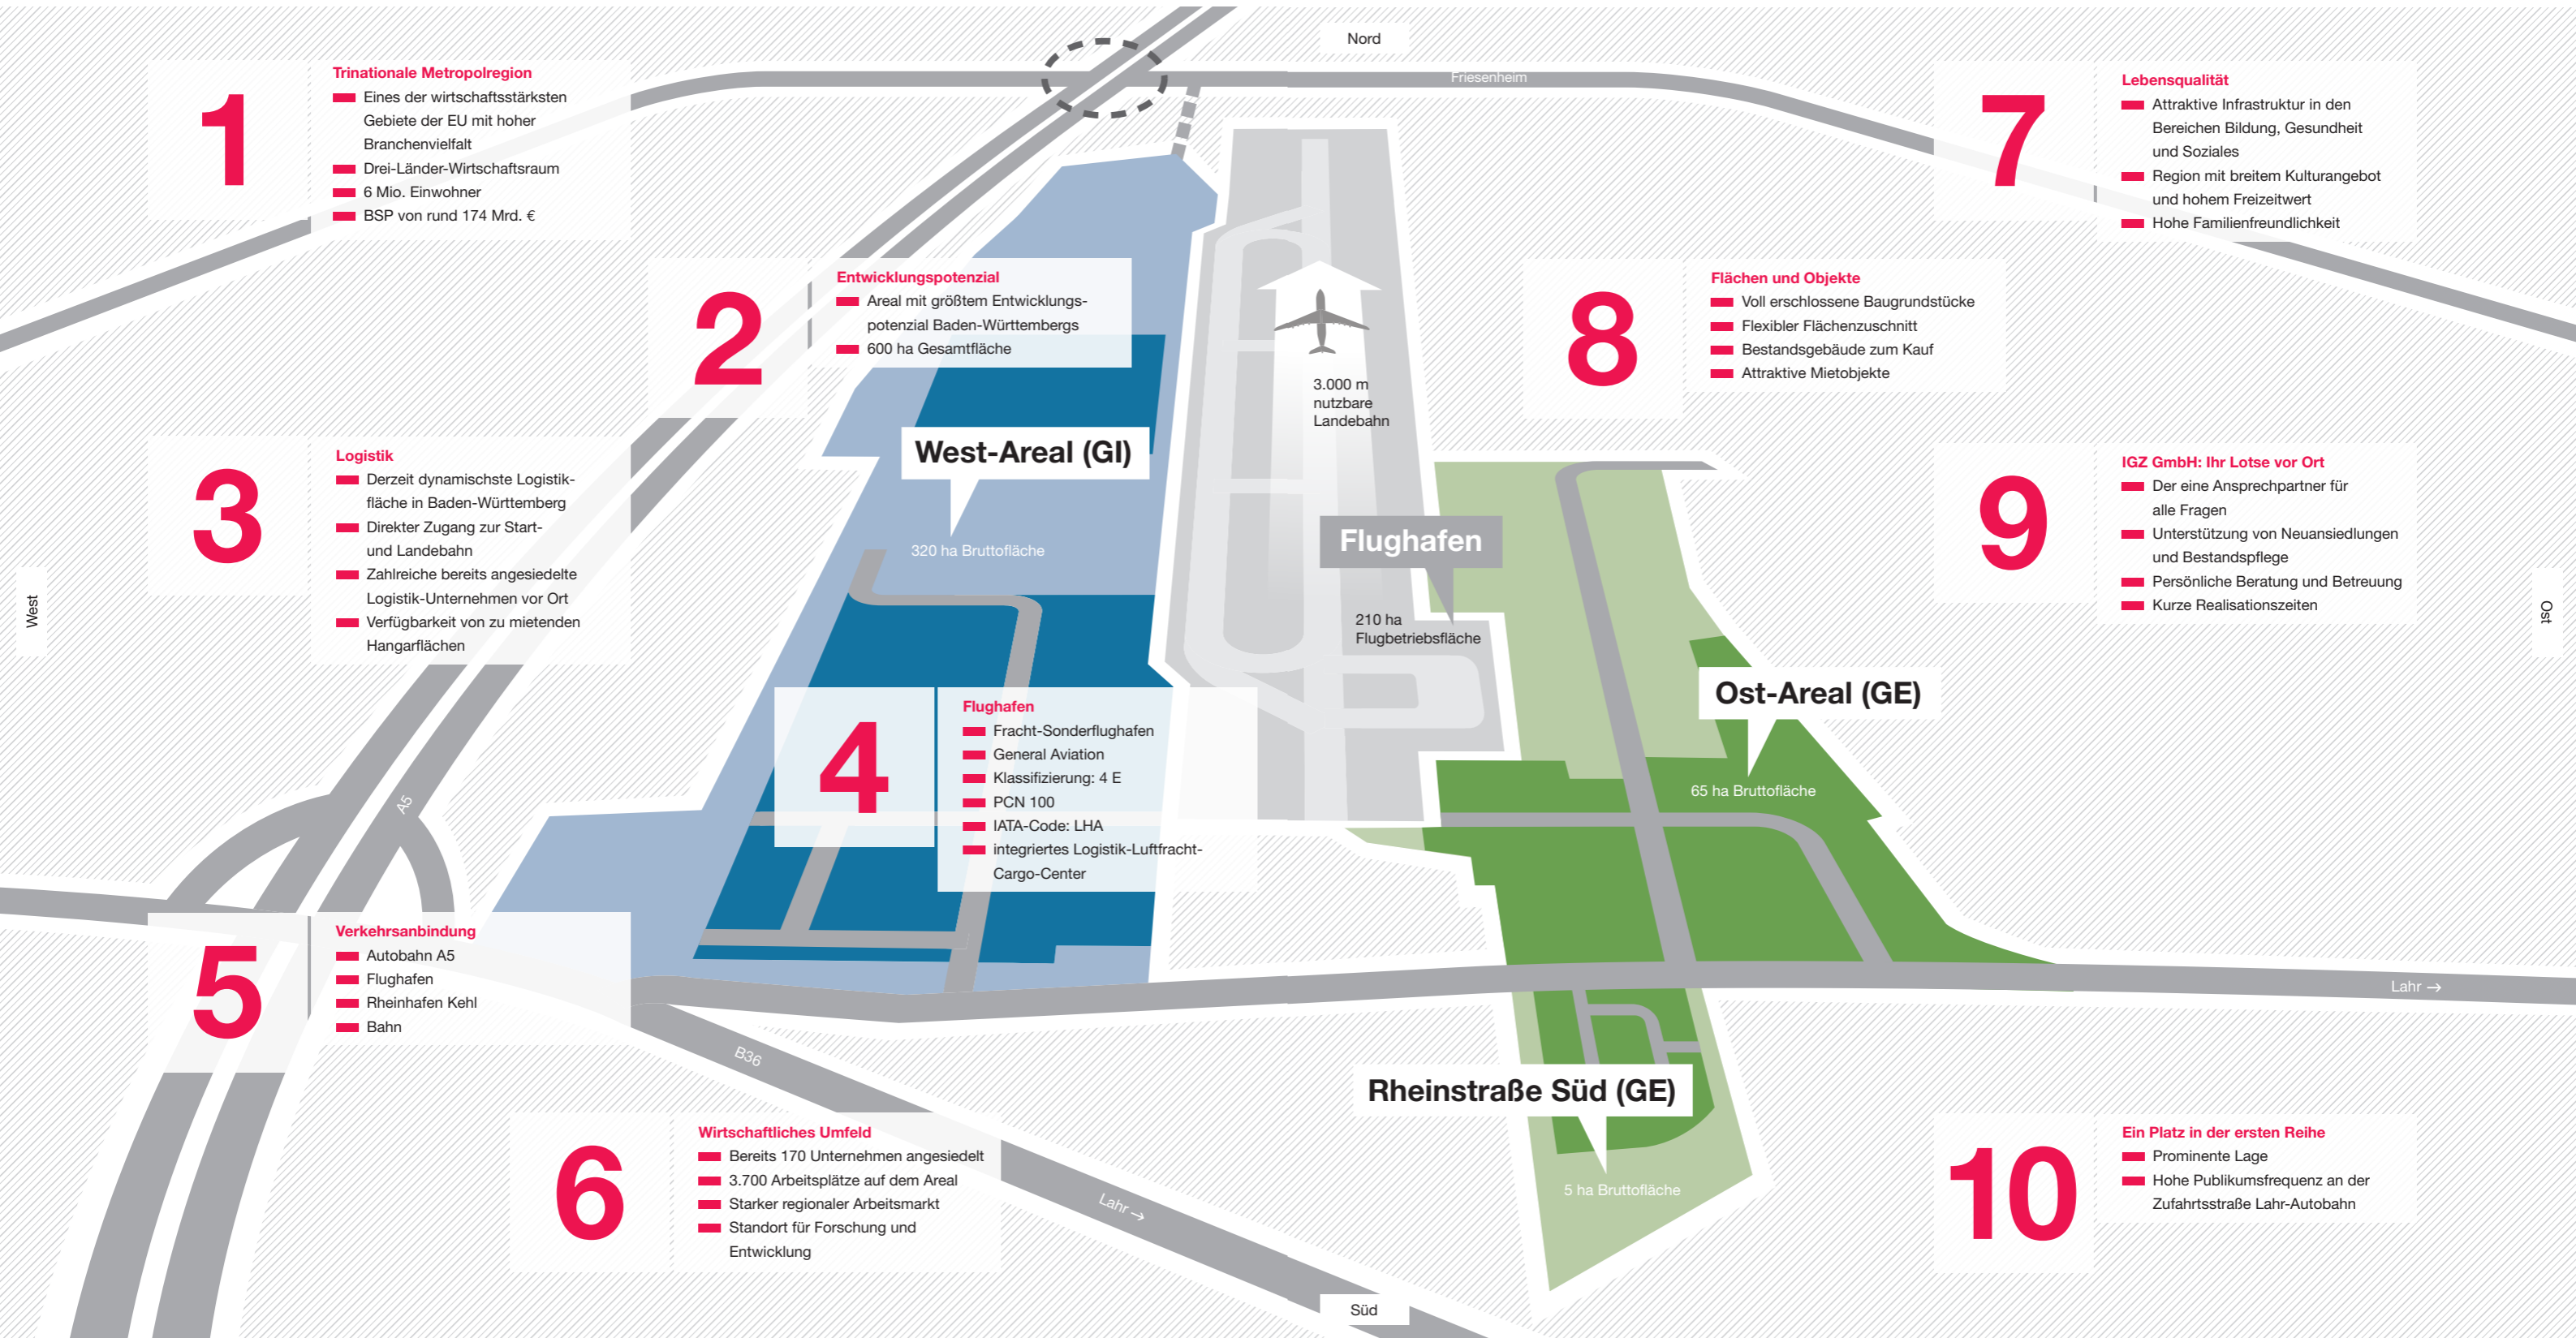 Nord
Friesenheim
1
Trinationale Metropolregion
Eines der wirtschaftsstärksten
Gebiete der EU mit hoher
Branchenvielfalt
Drei-Länder-Wirtschaftsraum
6 Mio. Einwohner
BSP von rund 174 Mrd. €
7
Lebensqualität
Attraktive Infrastruktur in den
Bereichen Bildung, Gesundheit
und Soziales
Region mit breitem Kulturangebot
und hohem Freizeitwert
Hohe Familienfreundlichkeit
2
Entwicklungspotenzial
Areal mit größtem Entwicklungs-
potenzial Baden-Württembergs
600 ha Gesamtfläche
8
Flächen und Objekte
Voll erschlossene Baugrundstücke
Flexibler Flächenzuschnitt
Bestandsgebäude zum Kauf
Attraktive Mietobjekte
3.000 m
nutzbare
Landebahn
West-Areal (GI)
320 ha Bruttofläche
3
Logistik
Derzeit dynamischste Logistik-
fläche in Baden-Württemberg
Direkter Zugang zur Start-
und Landebahn
Zahlreiche bereits angesiedelte
Logistik-Unternehmen vor Ort
Verfügbarkeit von zu mietenden
Hangarflächen
Flughafen
210 ha
Flugbetriebsfläche
9
IGZ GmbH: Ihr Lotse vor Ort
Der eine Ansprechpartner für
alle Fragen
Unterstützung von Neuansiedlungen
und Bestandspflege
Persönliche Beratung und Betreuung
Kurze Realisationszeiten
West
Ost
Ost-Areal (GE)
65 ha Bruttofläche
4
Flughafen
Fracht-Sonderflughafen
General Aviation
Klassifizierung: 4 E
PCN 100
IATA-Code: LHA
integriertes Logistik-Luftfracht-
Cargo-Center
A5
5
Verkehrsanbindung
Autobahn A5
Flughafen
Rheinhafen Kehl
Bahn
Lahr →
B36
Rheinstraße Süd (GE)
5 ha Bruttofläche
6
Wirtschaftliches Umfeld
Bereits 170 Unternehmen angesiedelt
3.700 Arbeitsplätze auf dem Areal
Starker regionaler Arbeitsmarkt
Standort für Forschung und
Entwicklung
Lahr →
10
Ein Platz in der ersten Reihe
Prominente Lage
Hohe Publikumsfrequenz an der
Zufahrtsstraße Lahr-Autobahn
Süd